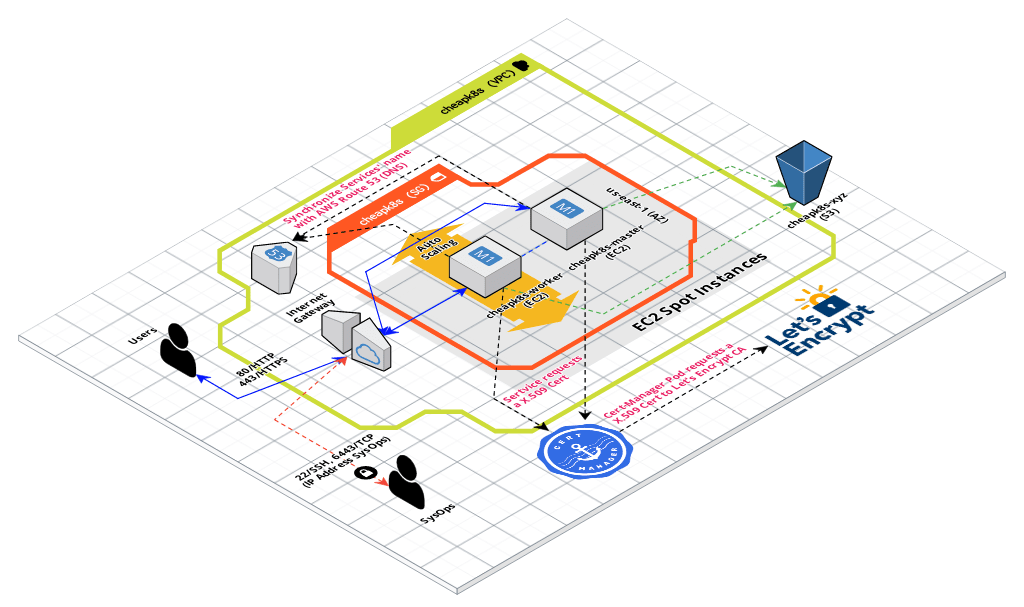 cheapk8s (VPC)
Synchronize Services' name
with AWS Route 53 (DNS)
cheapk8s (SG)
us-east-1 (AZ)
cheapk8s-xyz
(S3)
M1
cheapk8s-master
(EC2)
Auto
Scaling
M1
cheapk8s-worker
(EC2)
53
EC2 Spot Instances
Internet
Gateway
Users
80/HTTP
443/HTTPS
Let's
Encrypt
Sertvice requests
a X.509 Cert
Cert-Manager Pod requests a
X.509 Cert to Let's Encrypt CA
22/SSH, 6443/TCP
(IP Address SysOps)
CERT
MANAGER
SysOps